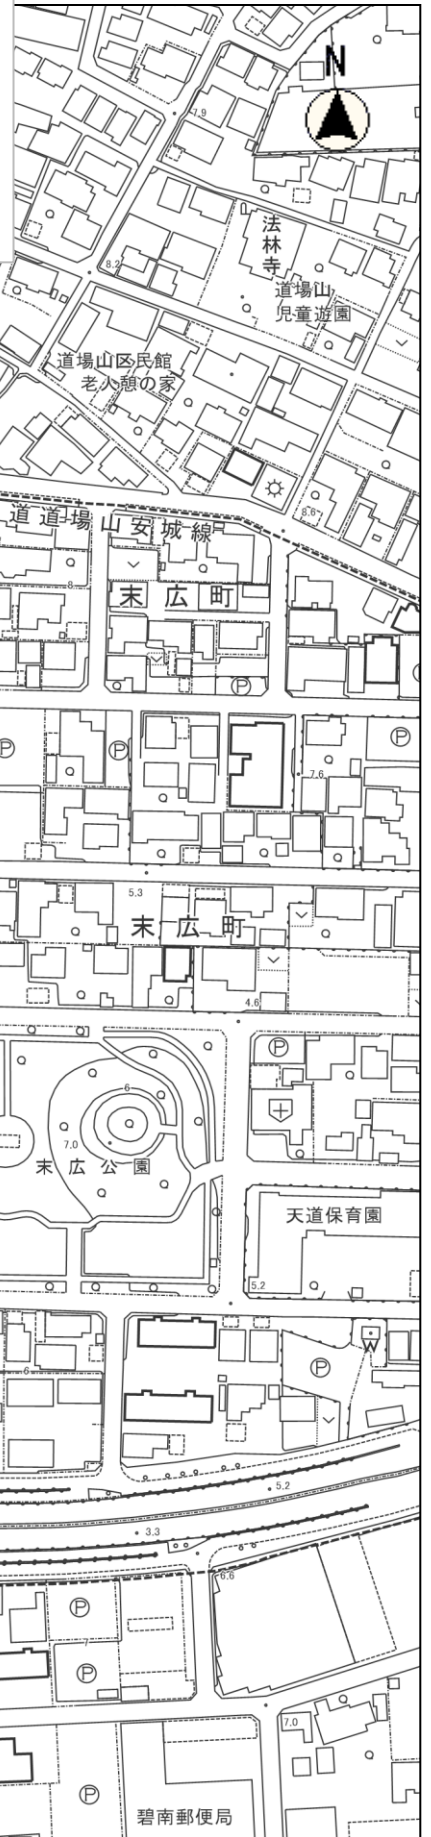 N
7.9
法林寺
8.2
道場山
児童遊園
道場山区民館
老人憩の家
8.6
道道場山安城線
8
末広町
P
P
P
P
7.6
5.3
末広町
4.6
P
6
7.0
末広公園
天道保育園
5.2
P
6
5.2
3.3
6.6
P
7
P
7.0
P
碧南郵便局